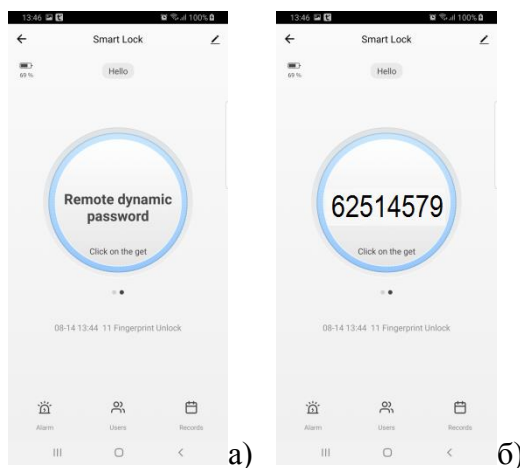 13:46 100%
Smart Lock
69 %
Hello
Remote dynamic
password
Click on the get
08-14 13:44 11 Fingerprint Unlock
Alarm Users Records
а)
13:46 100%
Smart Lock
69 %
Hello
62514579
Click on the get
08-14 13:44 11 Fingerprint Unlock
Alarm Users Records
б)